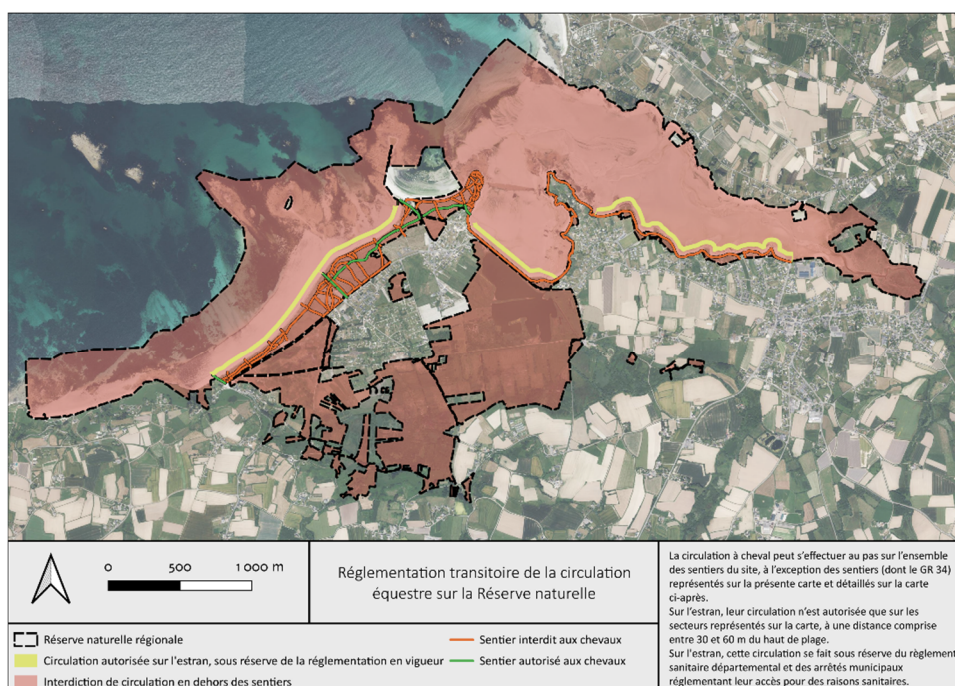 0 500 1 000 m
Réglementation transitoire de la circulation
équestre sur la Réserve naturelle
La circulation à cheval peut s'effectuer au pas sur l'ensemble
des sentiers du site, à l'exception des sentiers (dont le GR 34)
représentés sur la présente carte et détaillés sur la carte
ci-après.
Sur l'estran, leur circulation n'est autorisée que sur les
secteurs représentés sur la carte, à une distance comprise
entre 30 et 60 m du haut de plage.
Sur l'estran, cette circulation se fait sous réserve du règlement
sanitaire départemental et des arrêtés municipaux
réglementant leur accès pour des raisons sanitaires.
Réserve naturelle régionale
Circulation autorisée sur l'estran, sous réserve de la réglementation en vigueur
Interdiction de circulation en dehors des sentiers
Sentier interdit aux chevaux
Sentier autorisé aux chevaux